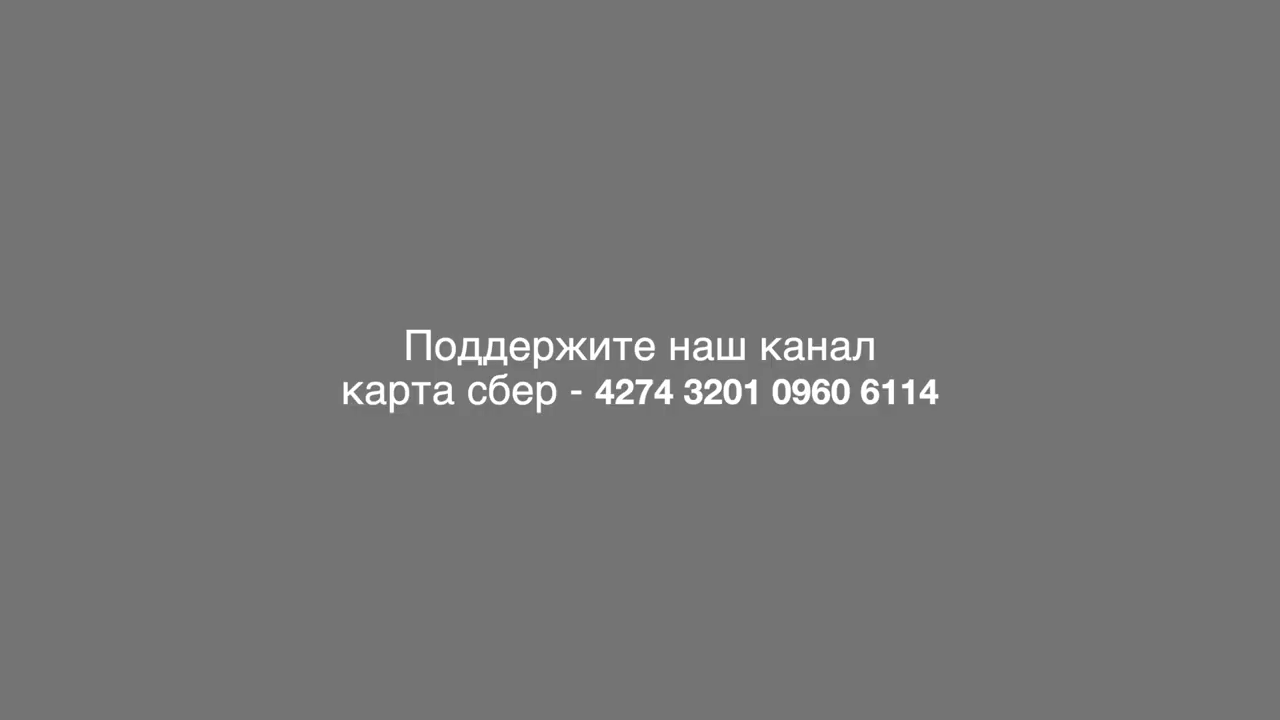 Поддержите наш канал
карта сбер - 4274 3201 0960 6114